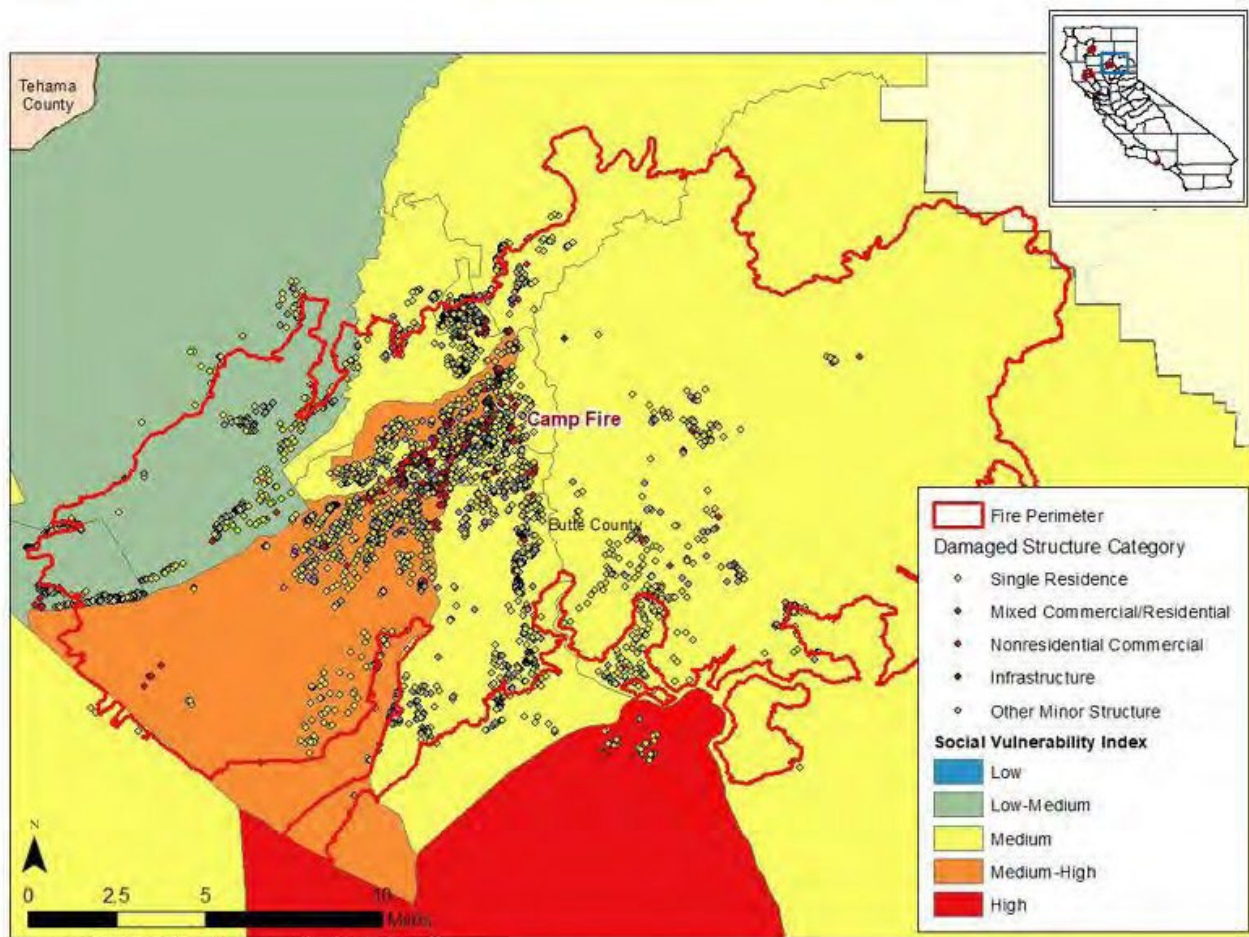 Tehama
County
Camp Fire
Butte County
Fire Perimeter
Damaged Structure Category
Single Residence
Mixed Commercial/Residential
Nonresidential Commercial
Infrastructure
Other Minor Structure
Social Vulnerability Index
Low
Low-Medium
Medium
Medium-High
High
N
0 2.5 5 10
Miles